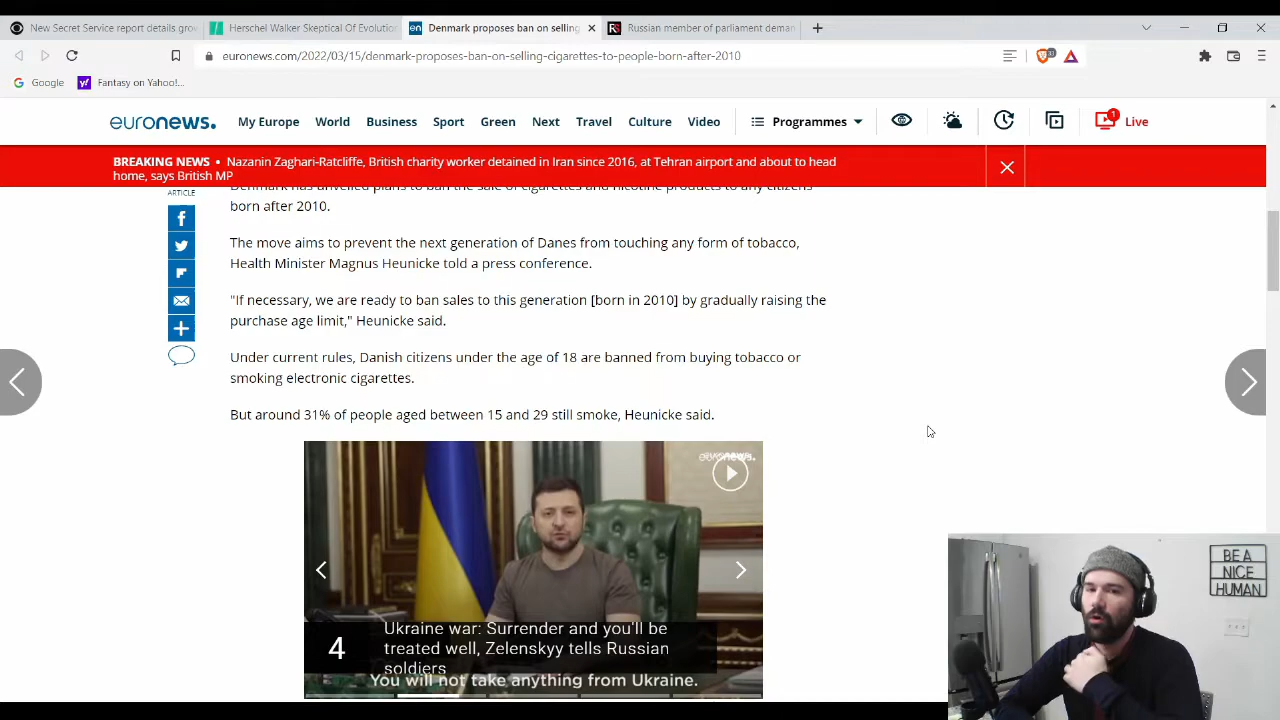 New Secret Service report details gro
Herschel Walker Skeptical Of Evolution
Denmark proposes ban on selling
Russian member of parliament deman
euronews.com/2022/03/15/denmark-proposes-ban-on-selling-cigarettes-to-people-born-after-2010
33
Google
Fantasy on Yahoo!...
euronews.
My Europe
World
Business
Sport
Green
Next
Travel
Culture
Video
Programmes
1
Live
BREAKING NEWS • Nazanin Zaghari-Ratcliffe, British charity worker detained in Iran since 2016, at Tehran airport and about to head
home, says British MP
ARTICLE
Denmark has unveiled plans to ban the sale of cigarettes and nicotine products to any citizens
born after 2010.
The move aims to prevent the next generation of Danes from touching any form of tobacco,
Health Minister Magnus Heunicke told a press conference.
"If necessary, we are ready to ban sales to this generation [born in 2010] by gradually raising the
purchase age limit," Heunicke said.
Under current rules, Danish citizens under the age of 18 are banned from buying tobacco or
smoking electronic cigarettes.
But around 31% of people aged between 15 and 29 still smoke, Heunicke said.
euronews.
4
Ukraine war: Surrender and you'll be
treated well, Zelenskyy tells Russian
soldiers
You will not take anything from Ukraine.
BE A
NICE
HUMAN